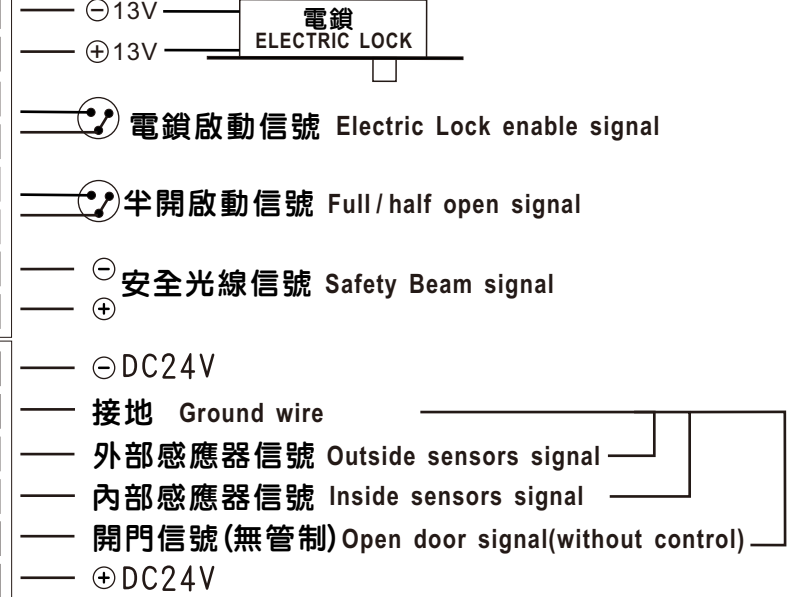 ⊖13V
電鎖
⊕13V
ELECTRIC LOCK
電鎖啟動信號 Electric Lock enable signal
半開啟動信號 Full/half open signal
⊖
安全光線信號 Safety Beam signal
⊕
⊖DC24V
接地 Ground wire
外部感應器信號 Outside sensors signal
內部感應器信號 Inside sensors signal
開門信號(無管制) Open door signal(without control)
⊕DC24V